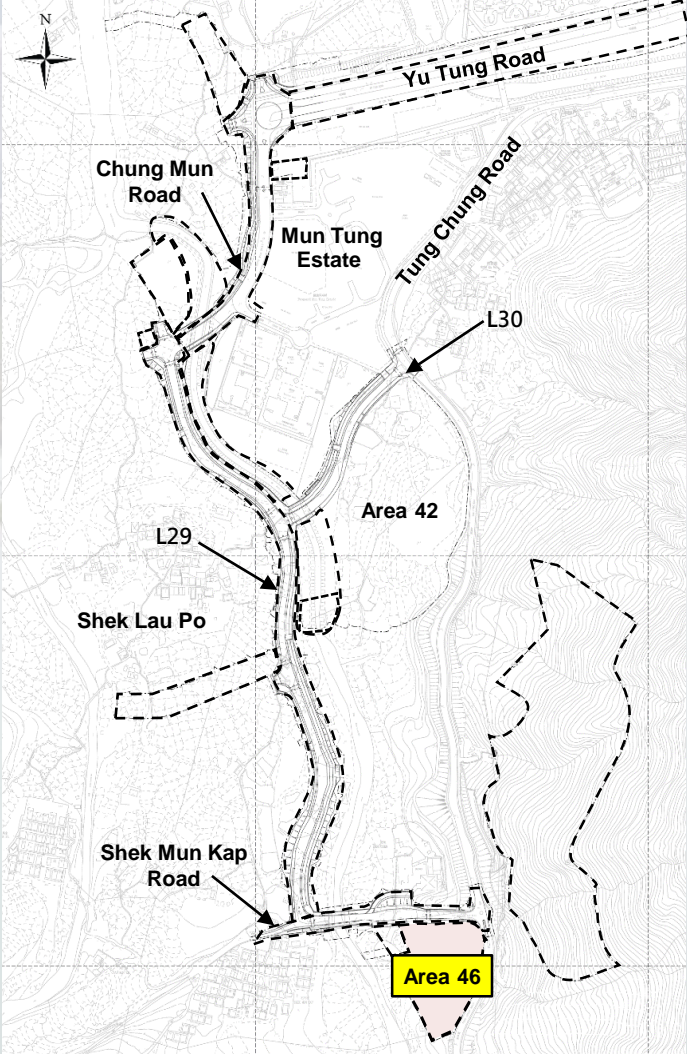 N
Yu Tung Road
Chung Mun
Road
Tung Chung Road
Mun Tung
Estate
L30
Area 42
L29
Shek Lau Po
Shek Mun Kap
Road
Area 46